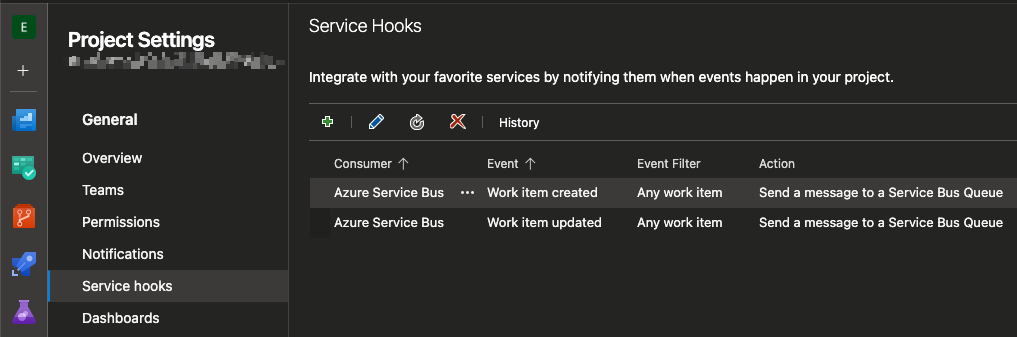 E
Project Settings
General
Overview
Teams
Permissions
Notifications
Service hooks
Dashboards
Service Hooks
Integrate with your favorite services by notifying them when events happen in your project.
History
Consumer ↑ Event ↑ Event Filter Action
Azure Service Bus ... Work item created Any work item Send a message to a Service Bus Queue
Azure Service Bus Work item updated Any work item Send a message to a Service Bus Queue